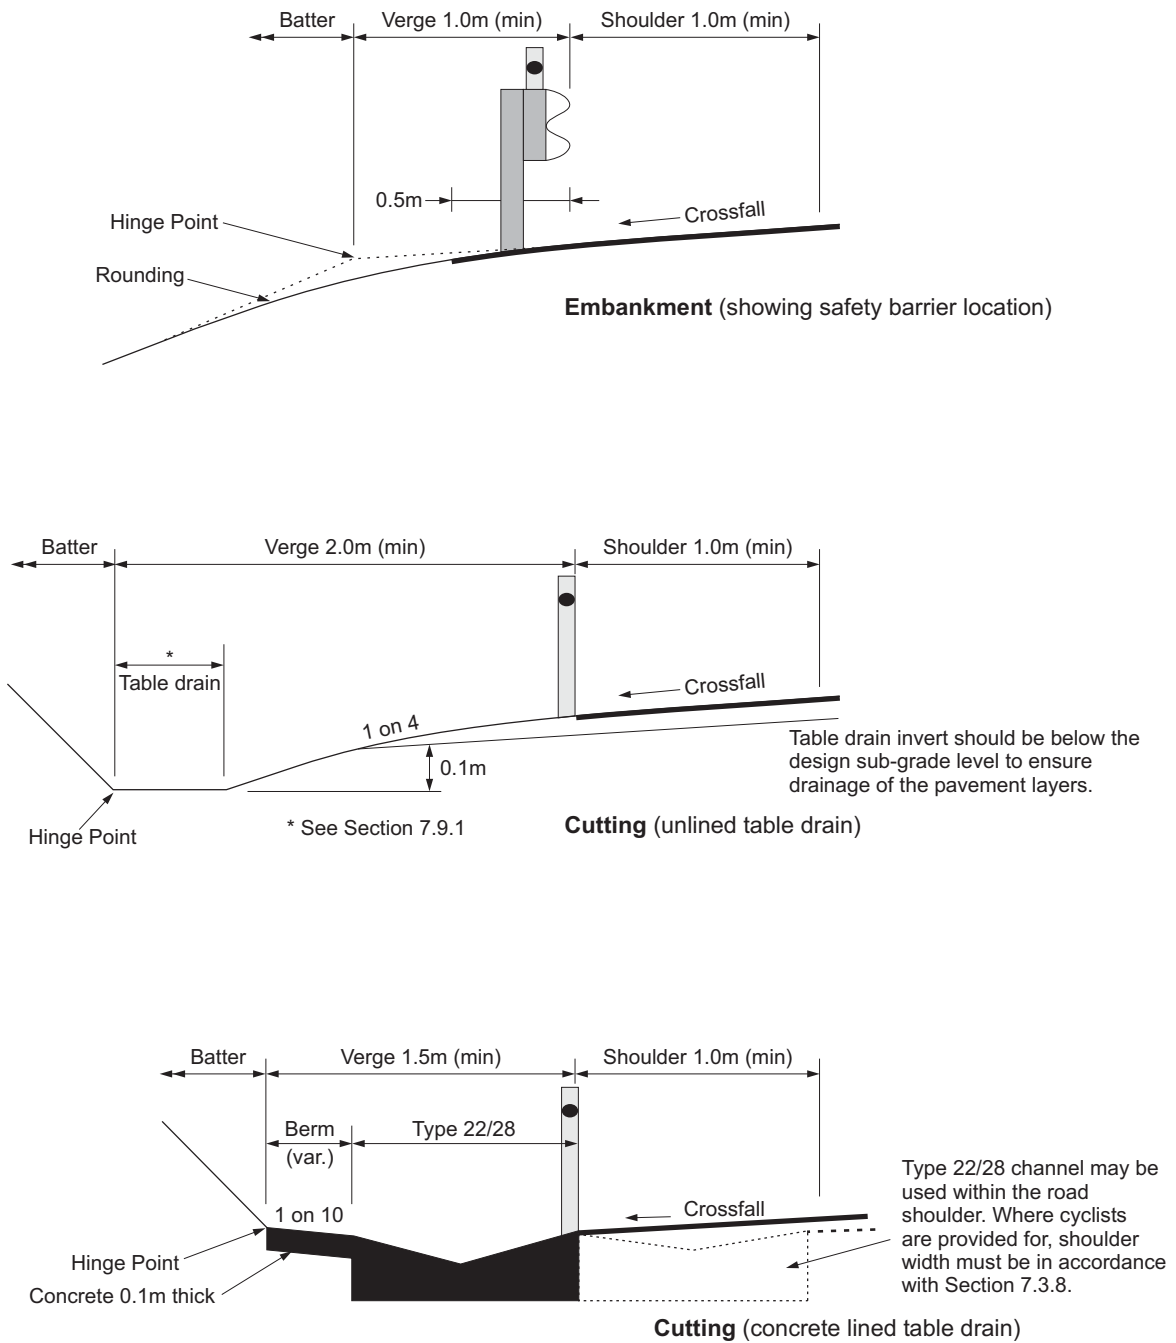 Batter
Verge 1.0m (min)
Shoulder 1.0m (min)
0.5m
Crossfall
Hinge Point
Rounding
Embankment (showing safety barrier location)
Batter
Verge 2.0m (min)
Shoulder 1.0m (min)
*
Table drain
Crossfall
1 on 4
0.1m
Table drain invert should be below the
design sub-grade level to ensure
drainage of the pavement layers.
Hinge Point
* See Section 7.9.1
Cutting (unlined table drain)
Batter
Verge 1.5m (min)
Shoulder 1.0m (min)
Berm
(var.)
Type 22/28
1 on 10
Crossfall
Type 22/28 channel may be
used within the road
shoulder. Where cyclists
are provided for, shoulder
width must be in accordance
with Section 7.3.8.
Hinge Point
Concrete 0.1m thick
Cutting (concrete lined table drain)